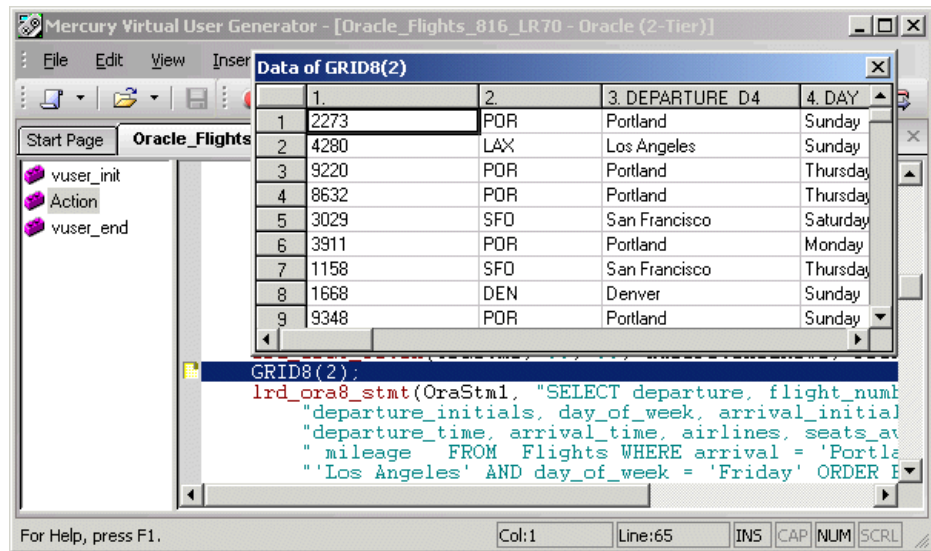 Mercury Virtual User Generator - [Oracle_Flights_816_LR70 - Oracle (2-Tier)]
File Edit View Inser
Data of GRID8(2)
1. 2. 3. DEPARTURE_D4 4. DAY
1 2273 POR Portland Sunday
2 4280 LAX Los Angeles Sunday
3 9220 POR Portland Thursday
4 8632 POR Portland Thursday
5 3029 SFO San Francisco Saturday
6 3911 POR Portland Monday
7 1158 SFO San Francisco Thursday
8 1668 DEN Denver Sunday
9 9348 POR Portland Sunday
Start Page Oracle_Flights
vuser_init
Action
vuser_end
GRID8(2);
lrd_ora8_stmt(OraStm1, "SELECT departure, flight_numb
"departure_initials, day_of_week, arrival_initial
"departure_time, arrival_time, airlines, seats_av
" mileage FROM Flights WHERE arrival = 'Portla
"'Los Angeles' AND day_of_week = 'Friday' ORDER B
For Help, press F1. Col:1 Line:65 INS CAP NUM SCRL